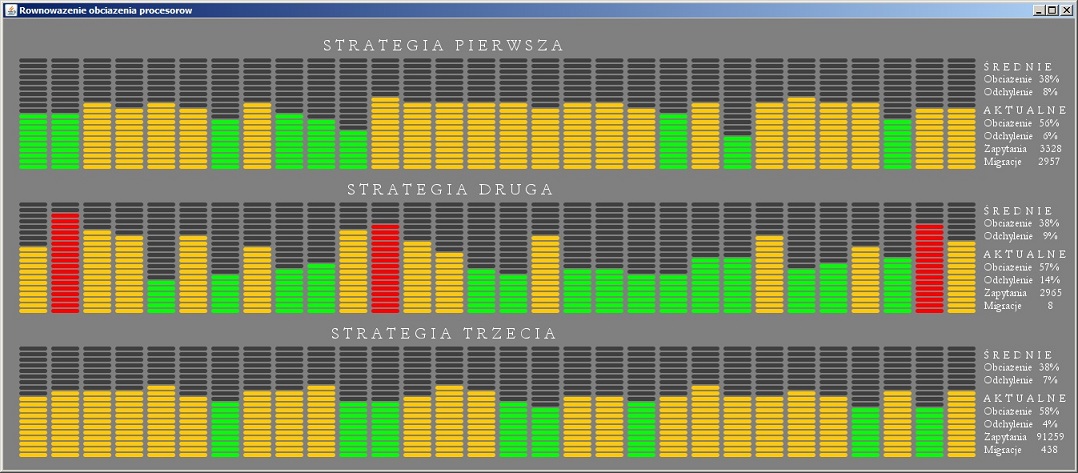 Rownowazenie obciazenia procesorow
STRATEGIA PIERWSZA
ŚREDNIE
Obciażenie 38%
Odchylenie 8%
AKTUALNE
Obciażenie 56%
Odchylenie 6%
Zapytania 3328
Migracje 2957
STRATEGIA DRUGA
ŚREDNIE
Obciażenie 38%
Odchylenie 9%
AKTUALNE
Obciażenie 57%
Odchylenie 14%
Zapytania 2965
Migracje 8
STRATEGIA TRZECIA
ŚREDNIE
Obciażenie 38%
Odchylenie 7%
AKTUALNE
Obciażenie 58%
Odchylenie 4%
Zapytania 91259
Migracje 438